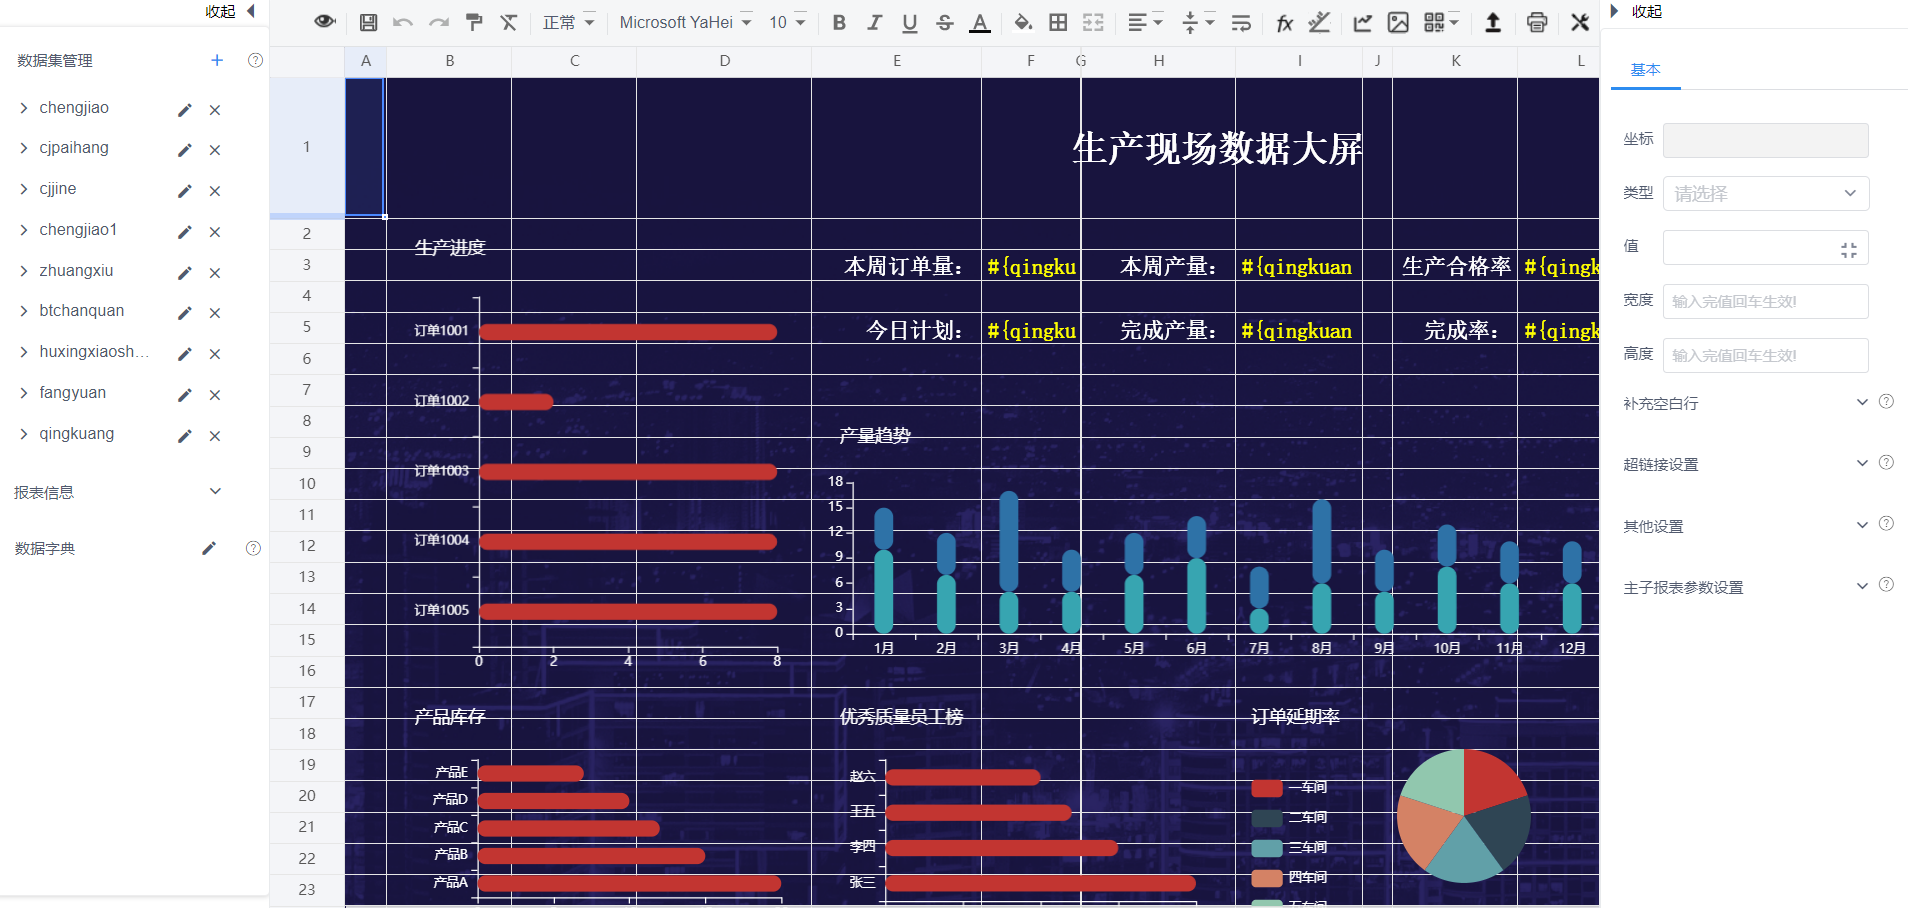 收起
数据集管理
chengjiao
cjpaihang
cjjine
chengjiao1
zhuangxiu
btchanquan
huxingxiaosh...
fangyuan
qingkuang
报表信息
数据字典
正常 Microsoft YaHei 10 B I U S A fx
A B C D E F G H I J K L
1
2
3
4
5
6
7
8
9
10
11
12
13
14
15
16
17
18
19
20
21
22
23
生产现场数据大屏
生产进度
本周订单量： #{qingku 本周产量： #{qingkuan 生产合格率 #{qingk
今日计划： #{qingku 完成产量： #{qingkuan 完成率： #{qingk
订单1001
订单1002
订单1003
订单1004
订单1005
0 2 4 6 8
产量趋势
18
15
12
9
6
3
0
1月 2月 3月 4月 5月 6月 7月 8月 9月 10月 11月 12月
产品库存
产品E
产品D
产品C
产品B
产品A
优秀质量员工榜
赵六
王五
李四
张三
订单延期率
一车间
二车间
三车间
四车间
收起
基本
坐标
类型 请选择
值
宽度 输入完值回车生效!
高度 输入完值回车生效!
补充空白行
超链接设置
其他设置
主子报表参数设置